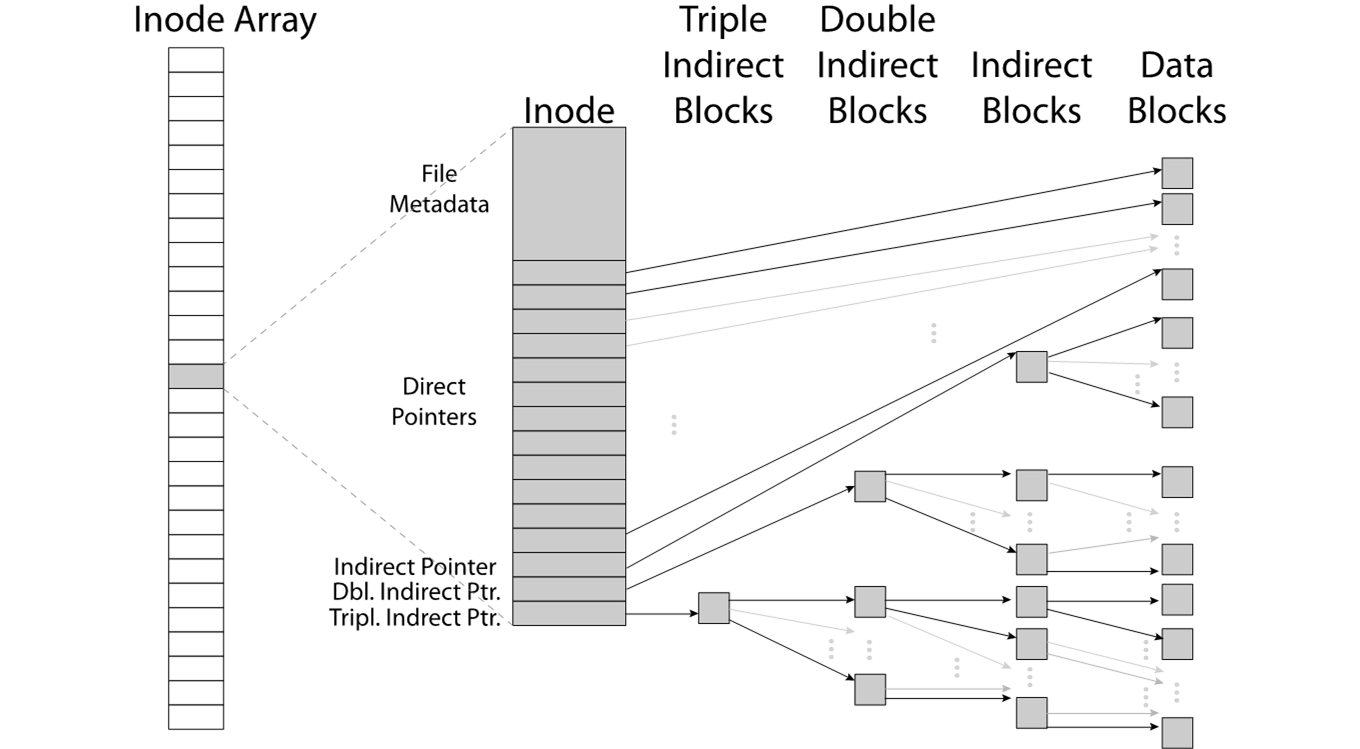 Inode Array
Triple
Indirect
Blocks
Double
Indirect
Blocks
Indirect
Blocks
Data
Blocks
Inode
File
Metadata
Direct
Pointers
Indirect Pointer
Dbl. Indirect Ptr.
Tripl. Indrect Ptr.